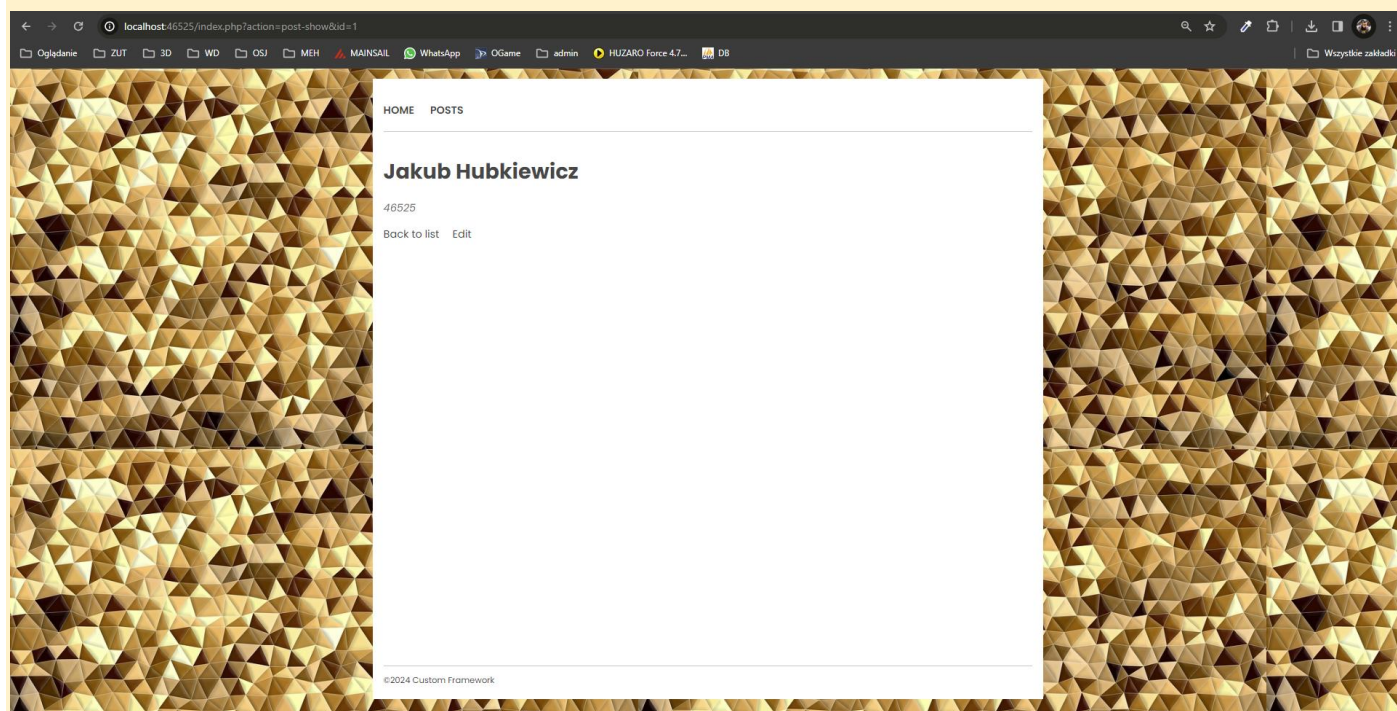 localhost:46525/index.php?action=post-show&id=1
Oglądanie ZUT 3D WD OSJ MEH MAINSAIL WhatsApp OGame admin HUZARO Force 4.7... DB Wszystkie zakładki
HOME POSTS
Jakub Hubkiewicz
46525
Back to list Edit
©2024 Custom Framework